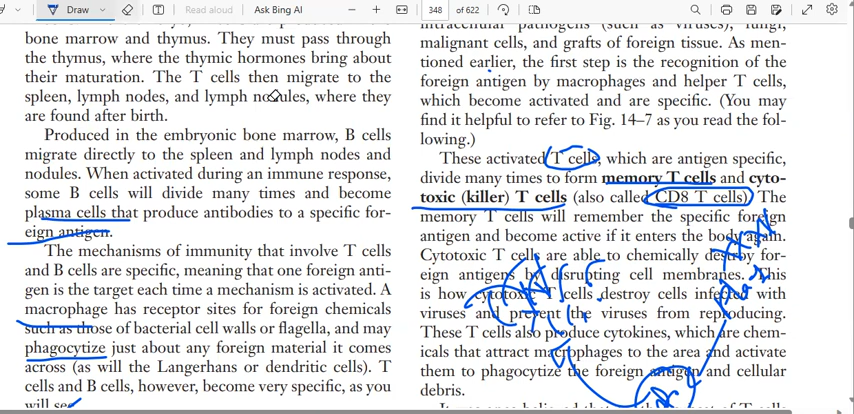 Draw
Read aloud
Ask Bing AI
348
of 622
bone marrow and thymus. They must pass through
the thymus, where the thymic hormones bring about
their maturation. The T cells then migrate to the
spleen, lymph nodes, and lymph nodules, where they
are found after birth.
Produced in the embryonic bone marrow, B cells
migrate directly to the spleen and lymph nodes and
nodules. When activated during an immune response,
some B cells will divide many times and become
plasma cells that produce antibodies to a specific for-
eign antigen.
The mechanisms of immunity that involve T cells
and B cells are specific, meaning that one foreign anti-
gen is the target each time a mechanism is activated. A
macrophage has receptor sites for foreign chemicals
such as those of bacterial cell walls or flagella, and may
phagocytize just about any foreign material it comes
across (as will the Langerhans or dendritic cells). T
cells and B cells, however, become very specific, as you
will see
intracellular pathogens (such as viruses), fungi,
malignant cells, and grafts of foreign tissue. As men-
tioned earlier, the first step is the recognition of the
foreign antigen by macrophages and helper T cells,
which become activated and are specific. (You may
find it helpful to refer to Fig. 14–7 as you read the fol-
lowing.)
These activated T cells, which are antigen specific,
divide many times to form memory T cells and cyto-
toxic (killer) T cells (also called CD8 T cells). The
memory T cells will remember the specific foreign
antigen and become active if it enters the body again.
Cytotoxic T cells are able to chemically destroy for-
eign antigens by disrupting cell membranes. This
is how cytotoxic T cells destroy cells infected with
viruses and prevent the viruses from reproducing.
These T cells also produce cytokines, which are chem-
icals that attract macrophages to the area and activate
them to phagocytize the foreign antigen and cellular
debris.